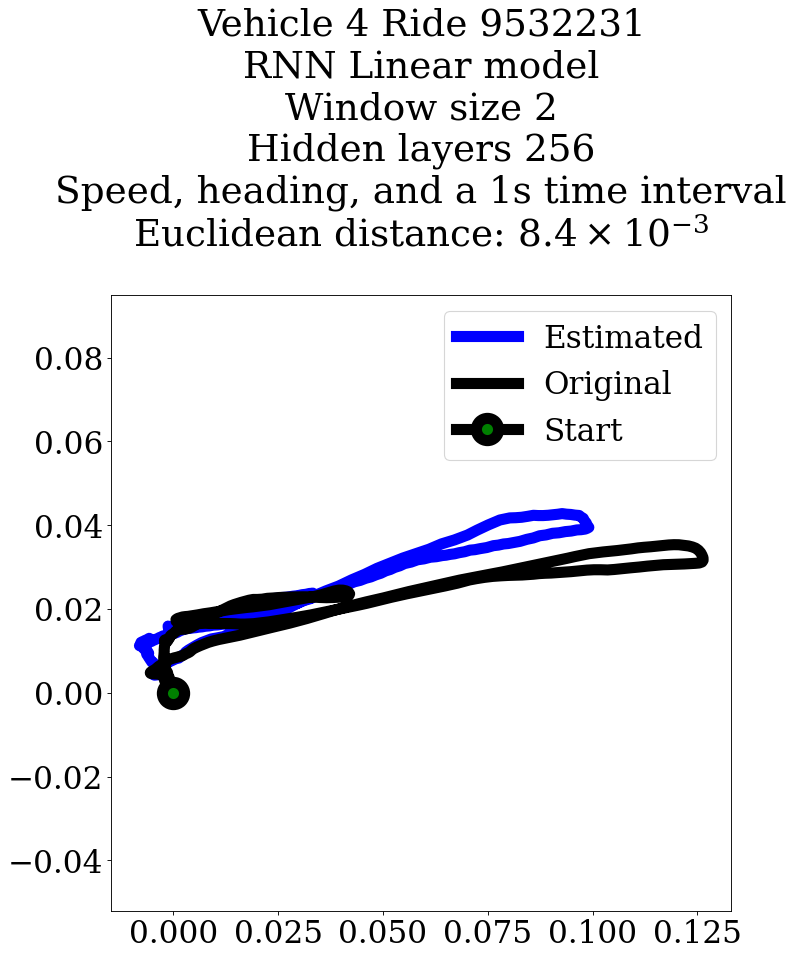 Vehicle 4 Ride 9532231
RNN Linear model
Window size 2
Hidden layers 256
Speed, heading, and a 1s time interval
Euclidean distance: 8.4 × 10⁻³
Estimated
Original
Start
0.08
0.06
0.04
0.02
0.00
−0.02
−0.04
0.000 0.025 0.050 0.075 0.100 0.125